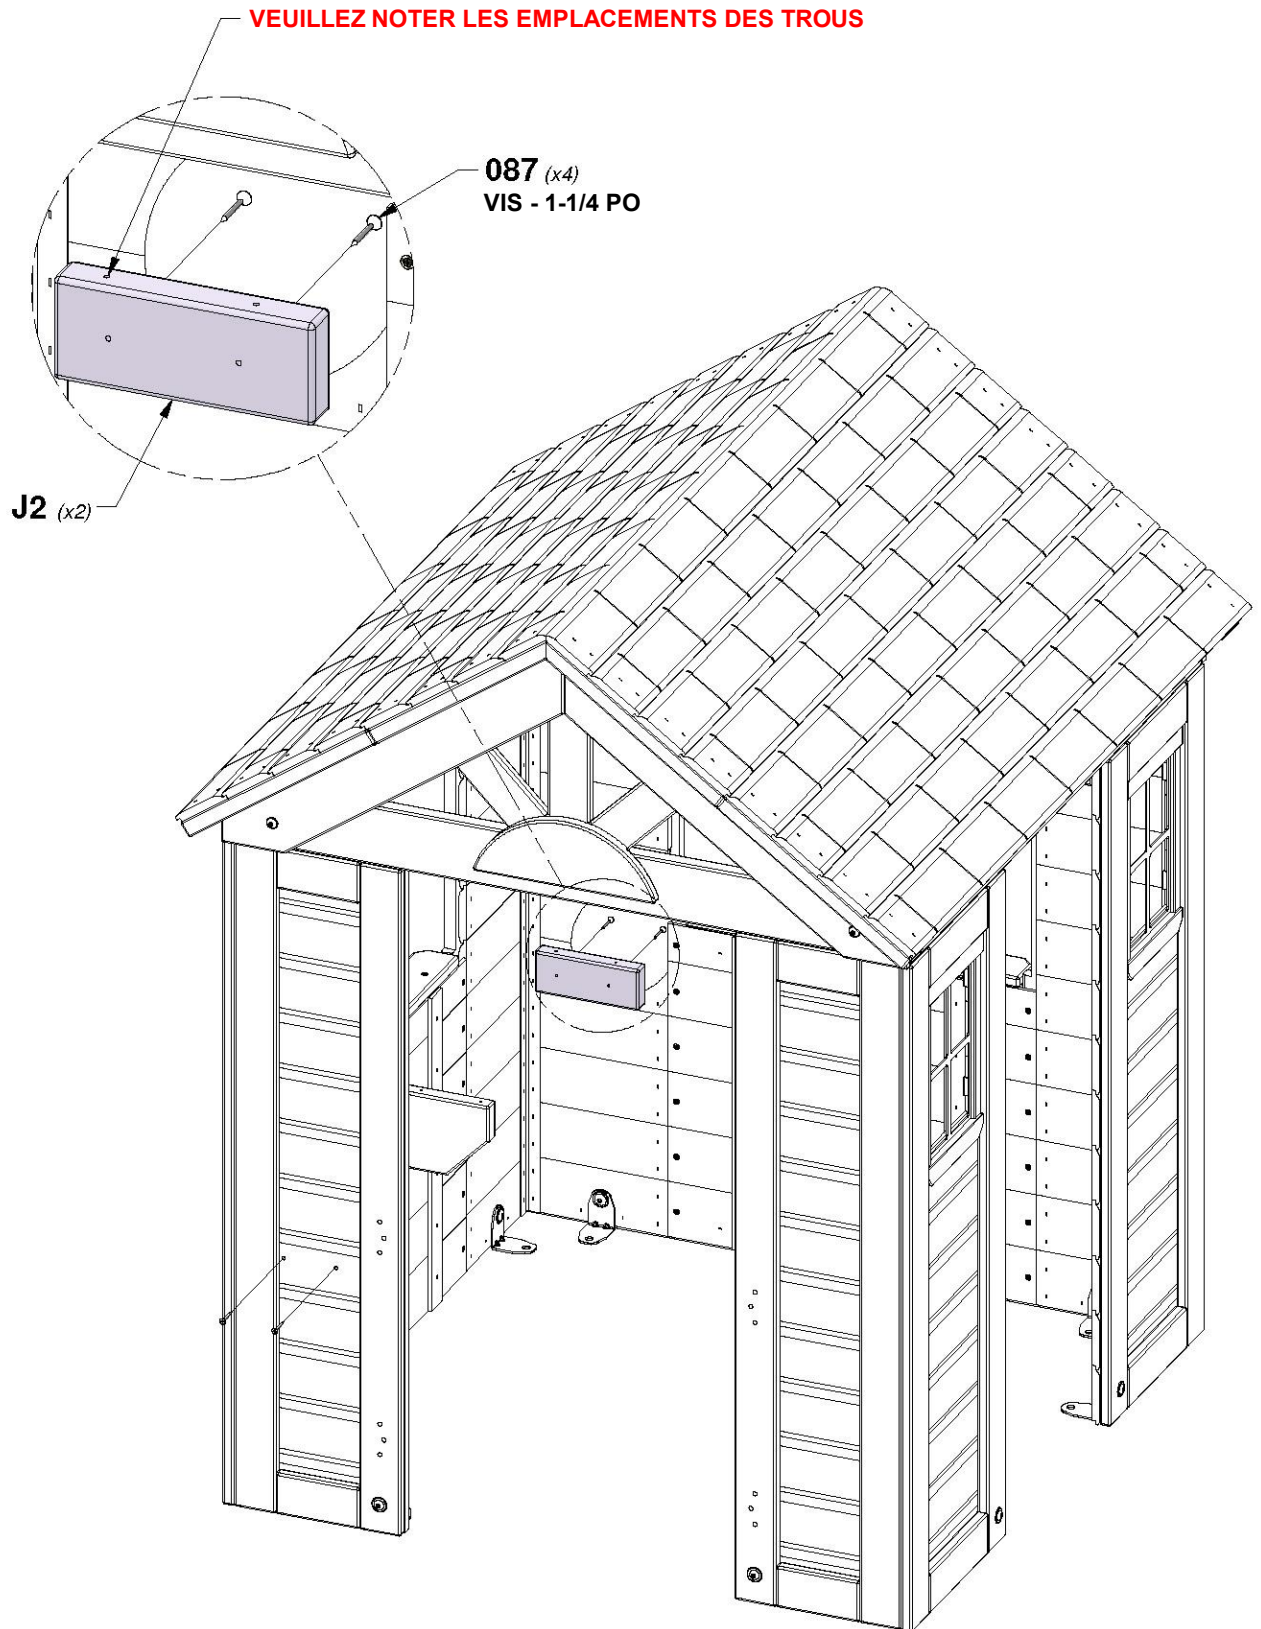 VEUILLEZ NOTER LES EMPLACEMENTS DES TROUS
087 (x4)
VIS - 1-1/4 PO
J2 (x2)